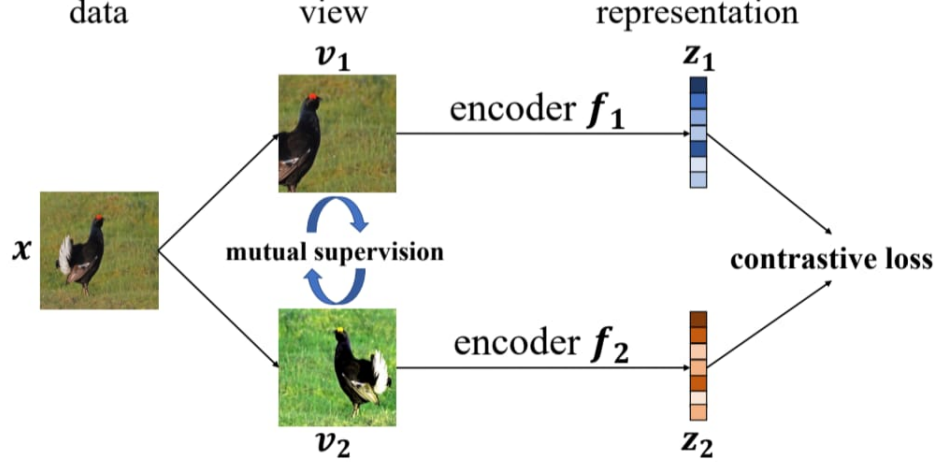 data view representation
v₁ z₁
encoder f₁
x mutual supervision contrastive loss
encoder f₂
v₂ z₂